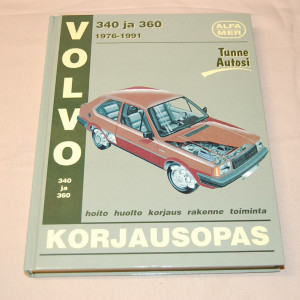 VOLVO
340 ja 360
1976-1991
ALFA
MER
Tunne
Autosi
340
ja
360
hoito huolto korjaus rakenne toiminta
KORJAUSOPAS